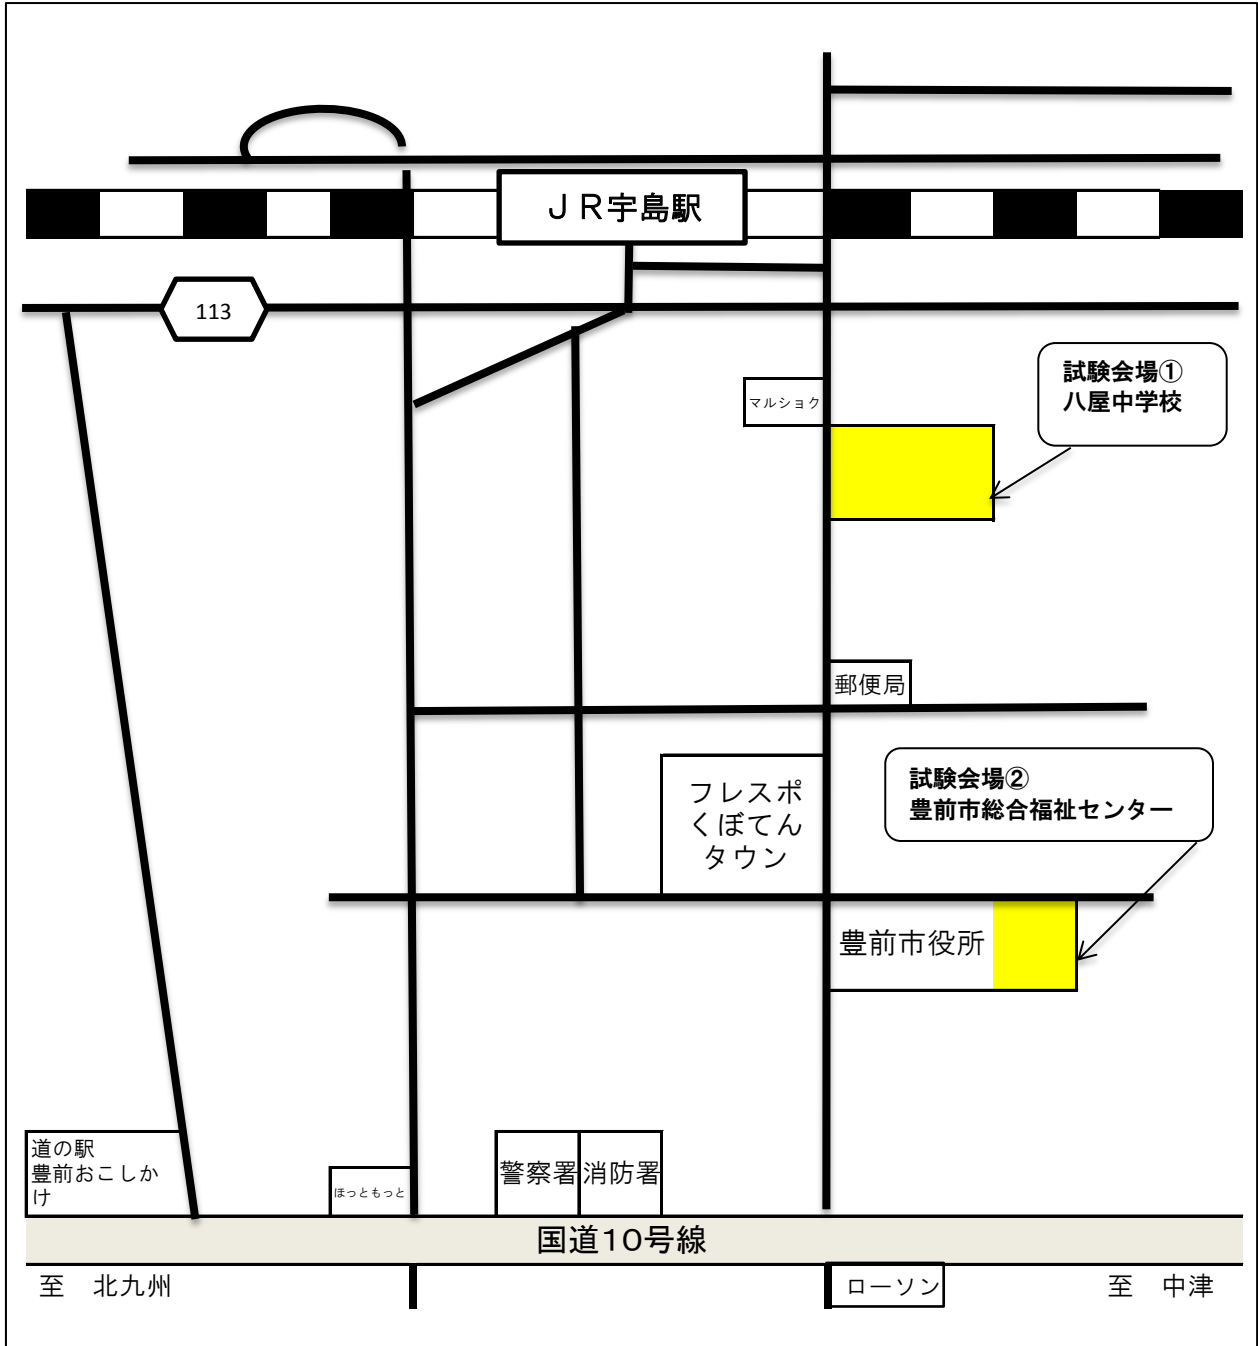 ＪＲ宇島駅
113
試験会場①
八屋中学校
マルショク
郵便局
試験会場②
豊前市総合福祉センター
フレスポ
くぼてん
タウン
豊前市役所
道の駅
豊前おこしか
け
ほっともっと
警察署
消防署
国道10号線
至　北九州
ローソン
至　中津